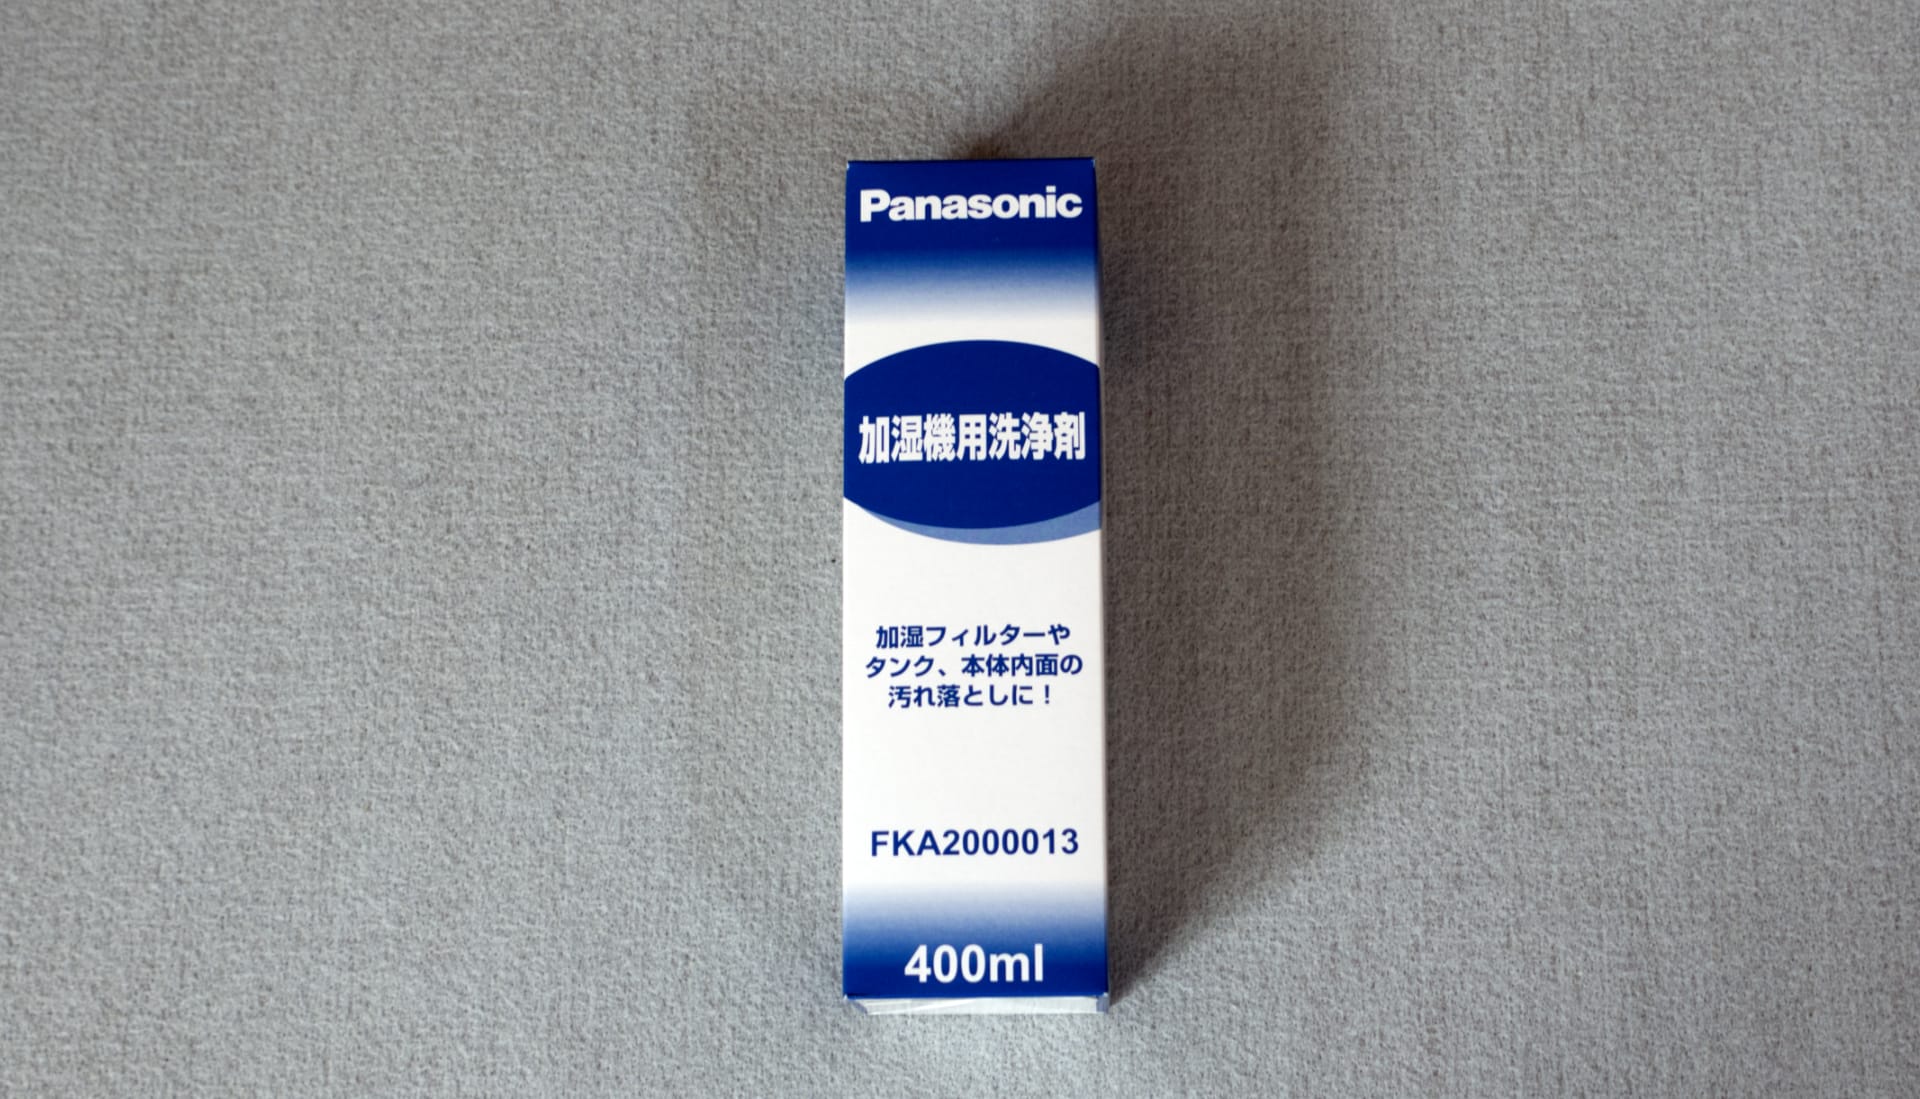 Panasonic
加湿機用洗浄剤
加湿フィルターや
タンク、本体内面の
汚れ落としに！
FKA2000013
400ml